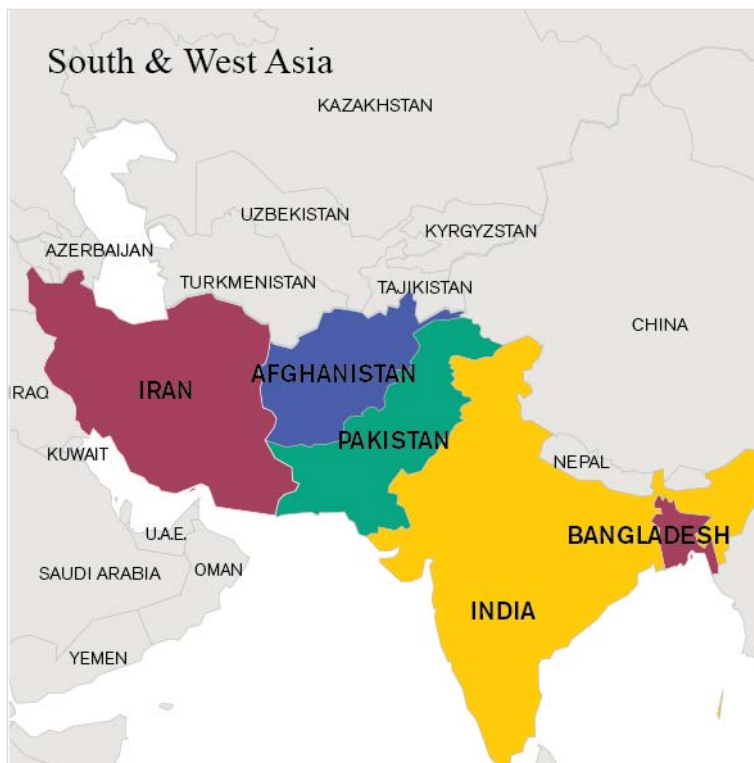 South & West Asia
KAZAKHSTAN
UZBEKISTAN
KYRGYZSTAN
AZERBAIJAN
TURKMENISTAN
TAJIKISTAN
CHINA
AFGHANISTAN
IRAN
IRAQ
PAKISTAN
KUWAIT
NEPAL
U.A.E.
BANGLADESH
SAUDI ARABIA
OMAN
INDIA
YEMEN